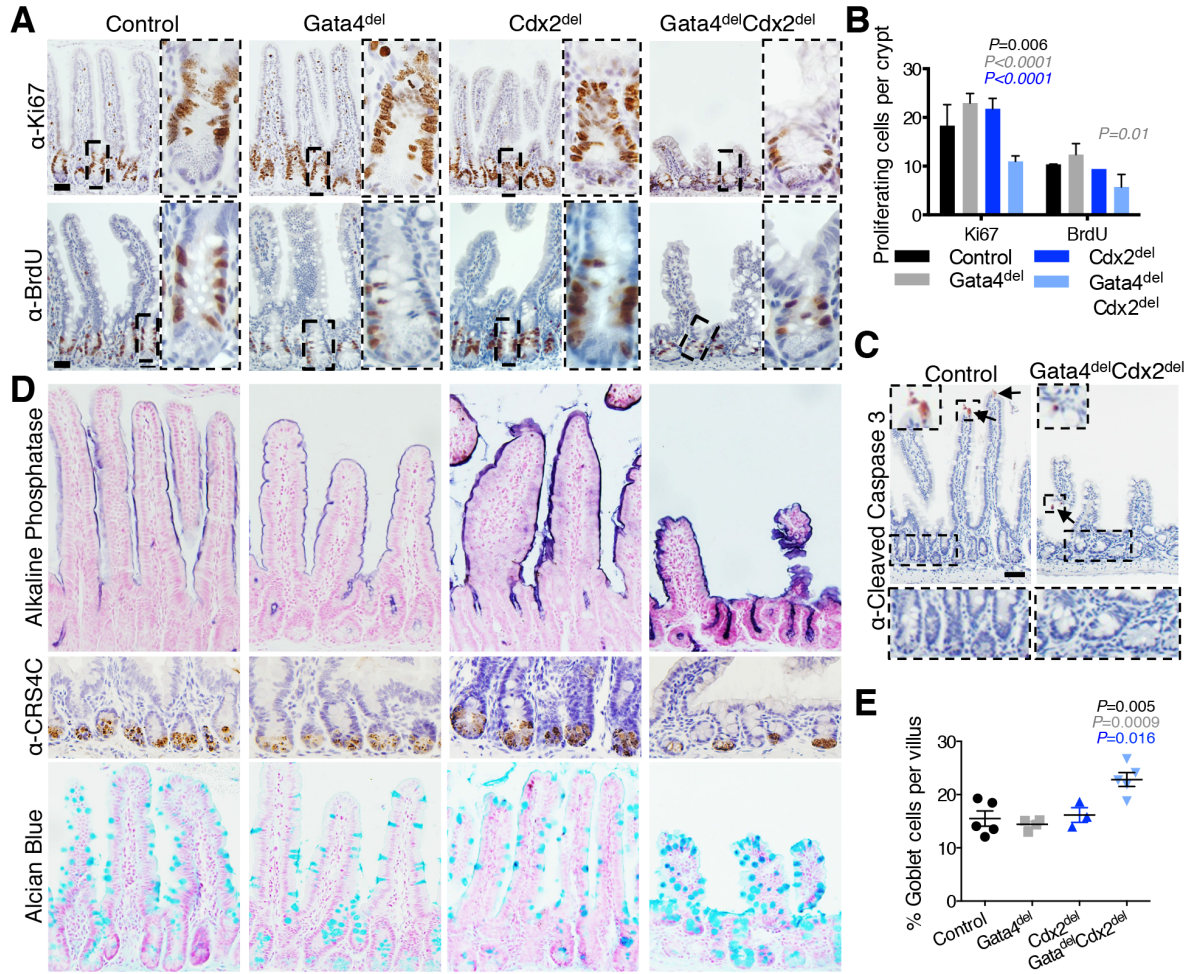 A
Control
Gata4del
Cdx2del
Gata4delCdx2del
α-Ki67
α-BrdU
B
Proliferating cells per crypt
P=0.006
P<0.0001
P<0.0001
P=0.01
30
20
10
0
Ki67
BrdU
Control
Gata4del
Cdx2del
Gata4del
Cdx2del
C
Control
Gata4delCdx2del
α-Cleaved Caspase 3
D
Alkaline Phosphatase
α-CRS4C
Alcian Blue
E
P=0.005
P=0.0009
P=0.016
% Goblet cells per villus
30
20
10
0
Control
Gata4del
Cdx2del
GatadelCdx2del